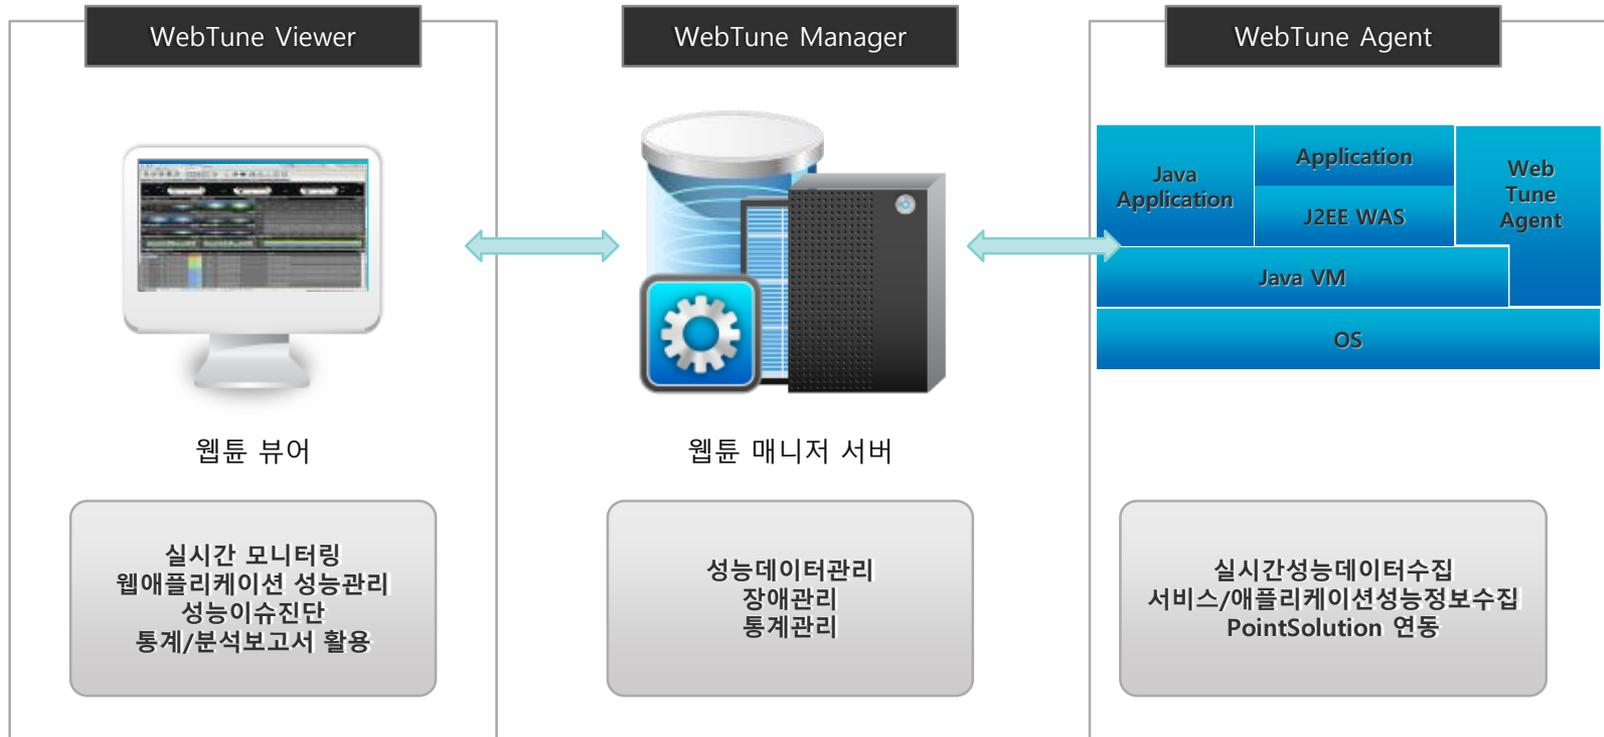 WebTune Viewer
웹튠 뷰어
실시간 모니터링
웹애플리케이션 성능관리
성능이슈진단
통계/분석보고서 활용
WebTune Manager
웹튠 매니저 서버
성능데이터관리
장애관리
통계관리
WebTune Agent
Java
Application
Application
J2EE WAS
Web
Tune
Agent
Java VM
OS
실시간성능데이터수집
서비스/애플리케이션성능정보수집
PointSolution 연동